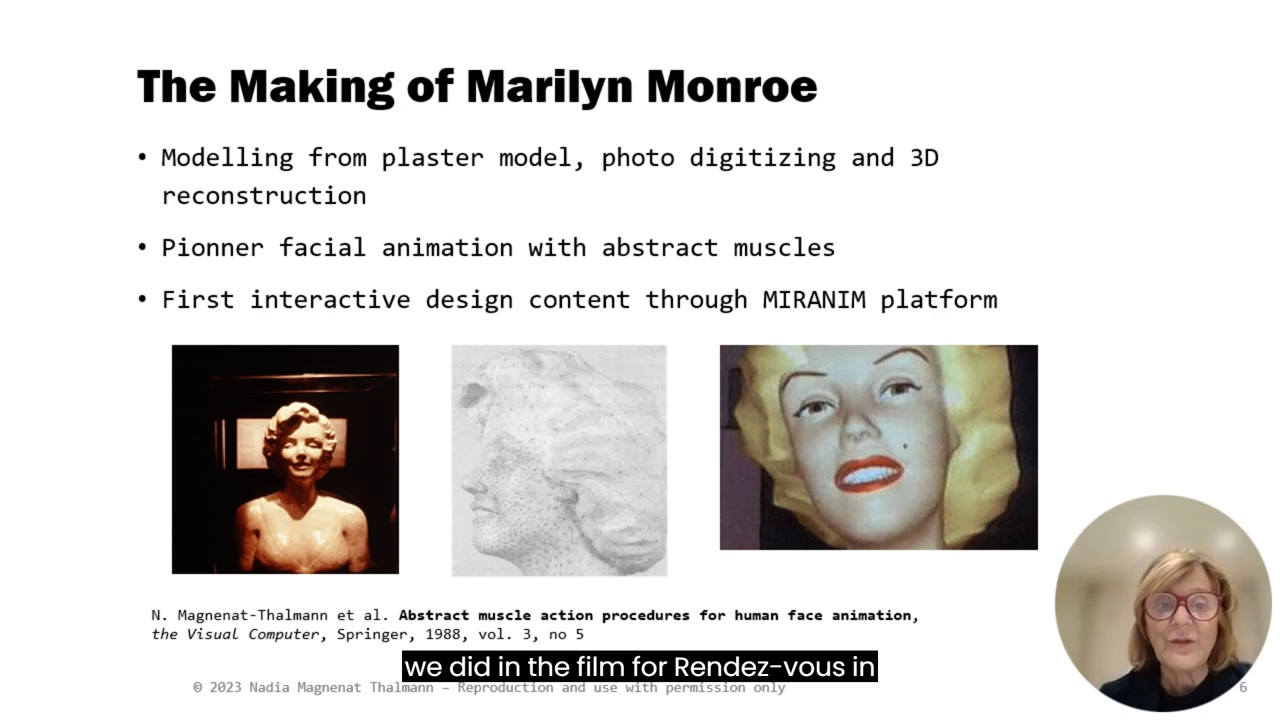 The Making of Marilyn Monroe
• Modelling from plaster model, photo digitizing and 3D
reconstruction
• Pionner facial animation with abstract muscles
• First interactive design content through MIRANIM platform
N. Magnenat-Thalmann et al. Abstract muscle action procedures for human face animation,
the Visual Computer, Springer, 1988, vol. 3, no 5
we did in the film for Rendez-vous in
© 2023 Nadia Magnenat Thalmann – Reproduction and use with permission only
6